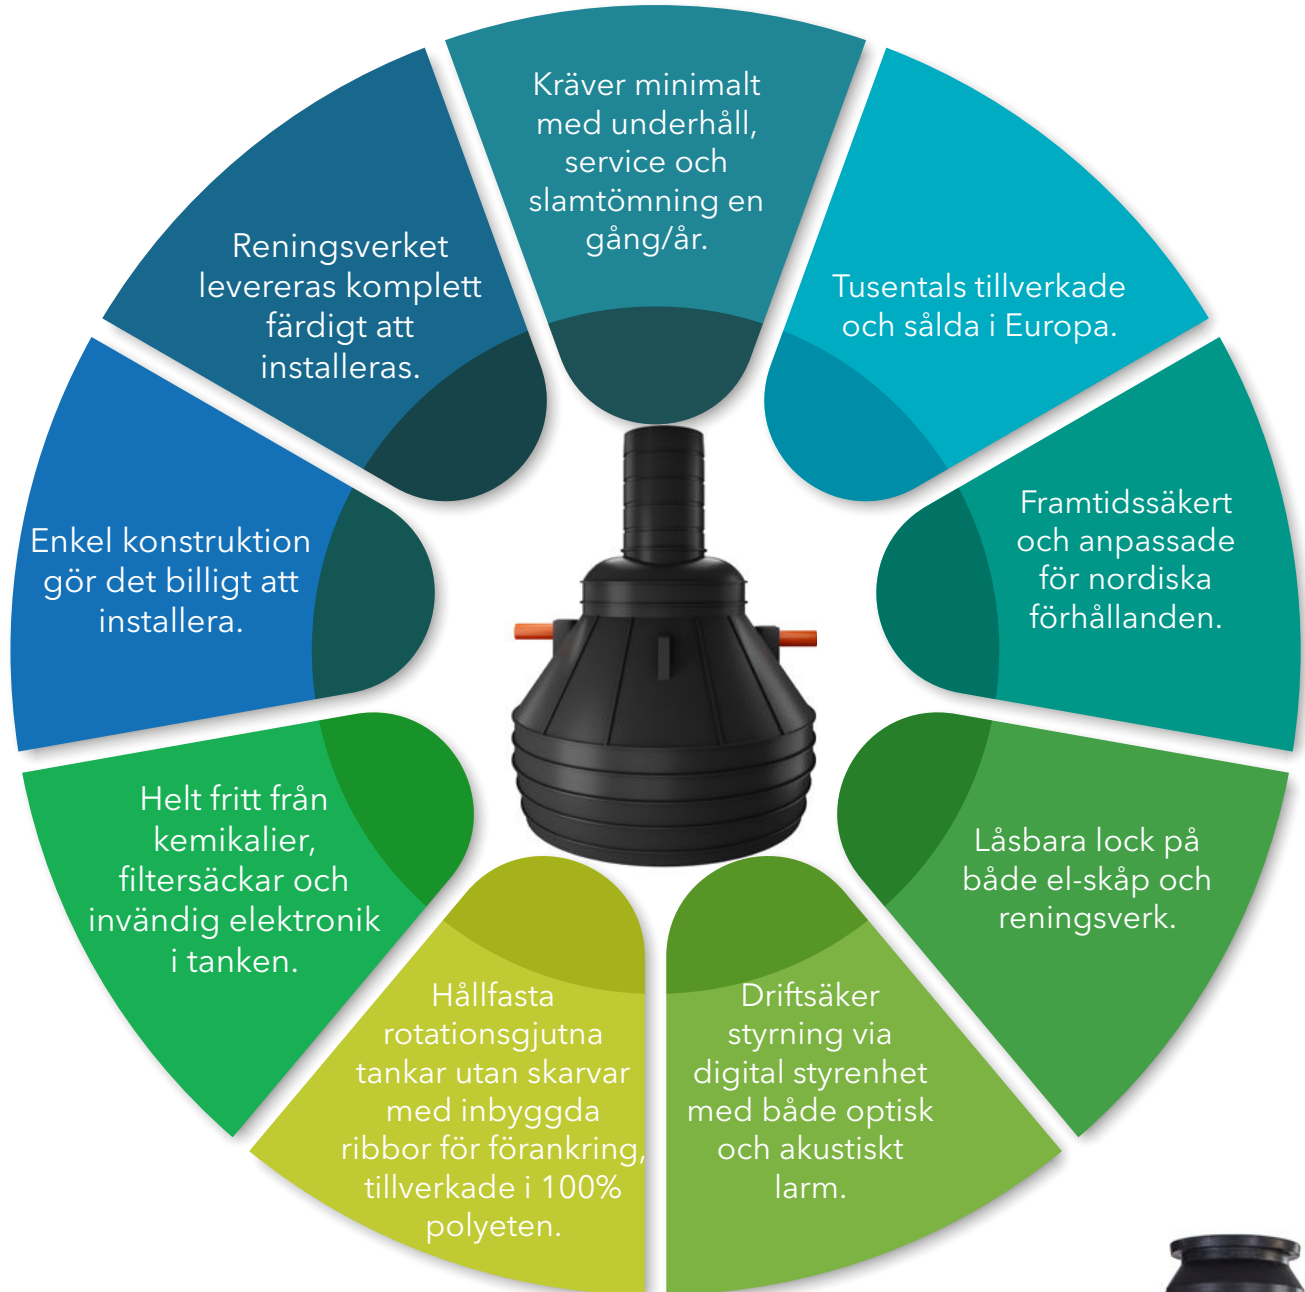 Kräver minimalt
med underhåll,
service och
slamtömning en
gång/år.
Tusentals tillverkade
och sålda i Europa.
Framtidssäkert
och anpassade
för nordiska
förhållanden.
Låsbara lock på
både el-skåp och
reningsverk.
Driftsäker
styrning via
digital styrenhet
med både optisk
och akustiskt
larm.
Hållfasta
rotationsgjutna
tankar utan skarvar
med inbyggda
ribbor för förankring,
tillverkade i 100%
polyeten.
Helt fritt från
kemikalier,
filtersäckar och
invändig elektronik
i tanken.
Enkel konstruktion
gör det billigt att
installera.
Reningsverket
levereras komplett
färdigt att
installeras.